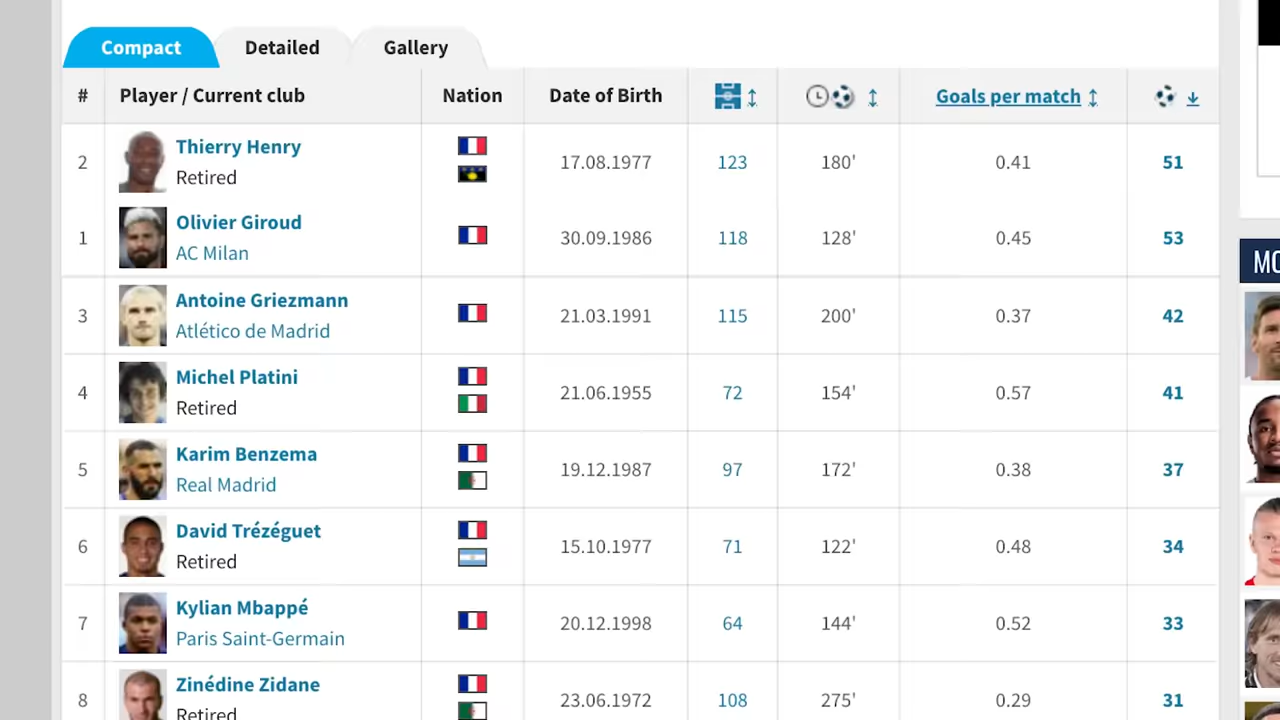 Compact Detailed Gallery
# Player / Current club Nation Date of Birth Goals per match
2 Thierry Henry 17.08.1977 123 180' 0.41 51
Retired
1 Olivier Giroud 30.09.1986 118 128' 0.45 53
AC Milan
3 Antoine Griezmann 21.03.1991 115 200' 0.37 42
Atlético de Madrid
4 Michel Platini 21.06.1955 72 154' 0.57 41
Retired
5 Karim Benzema 19.12.1987 97 172' 0.38 37
Real Madrid
6 David Trézéguet 15.10.1977 71 122' 0.48 34
Retired
7 Kylian Mbappé 20.12.1998 64 144' 0.52 33
Paris Saint-Germain
8 Zinédine Zidane 23.06.1972 108 275' 0.29 31
Retired
MO